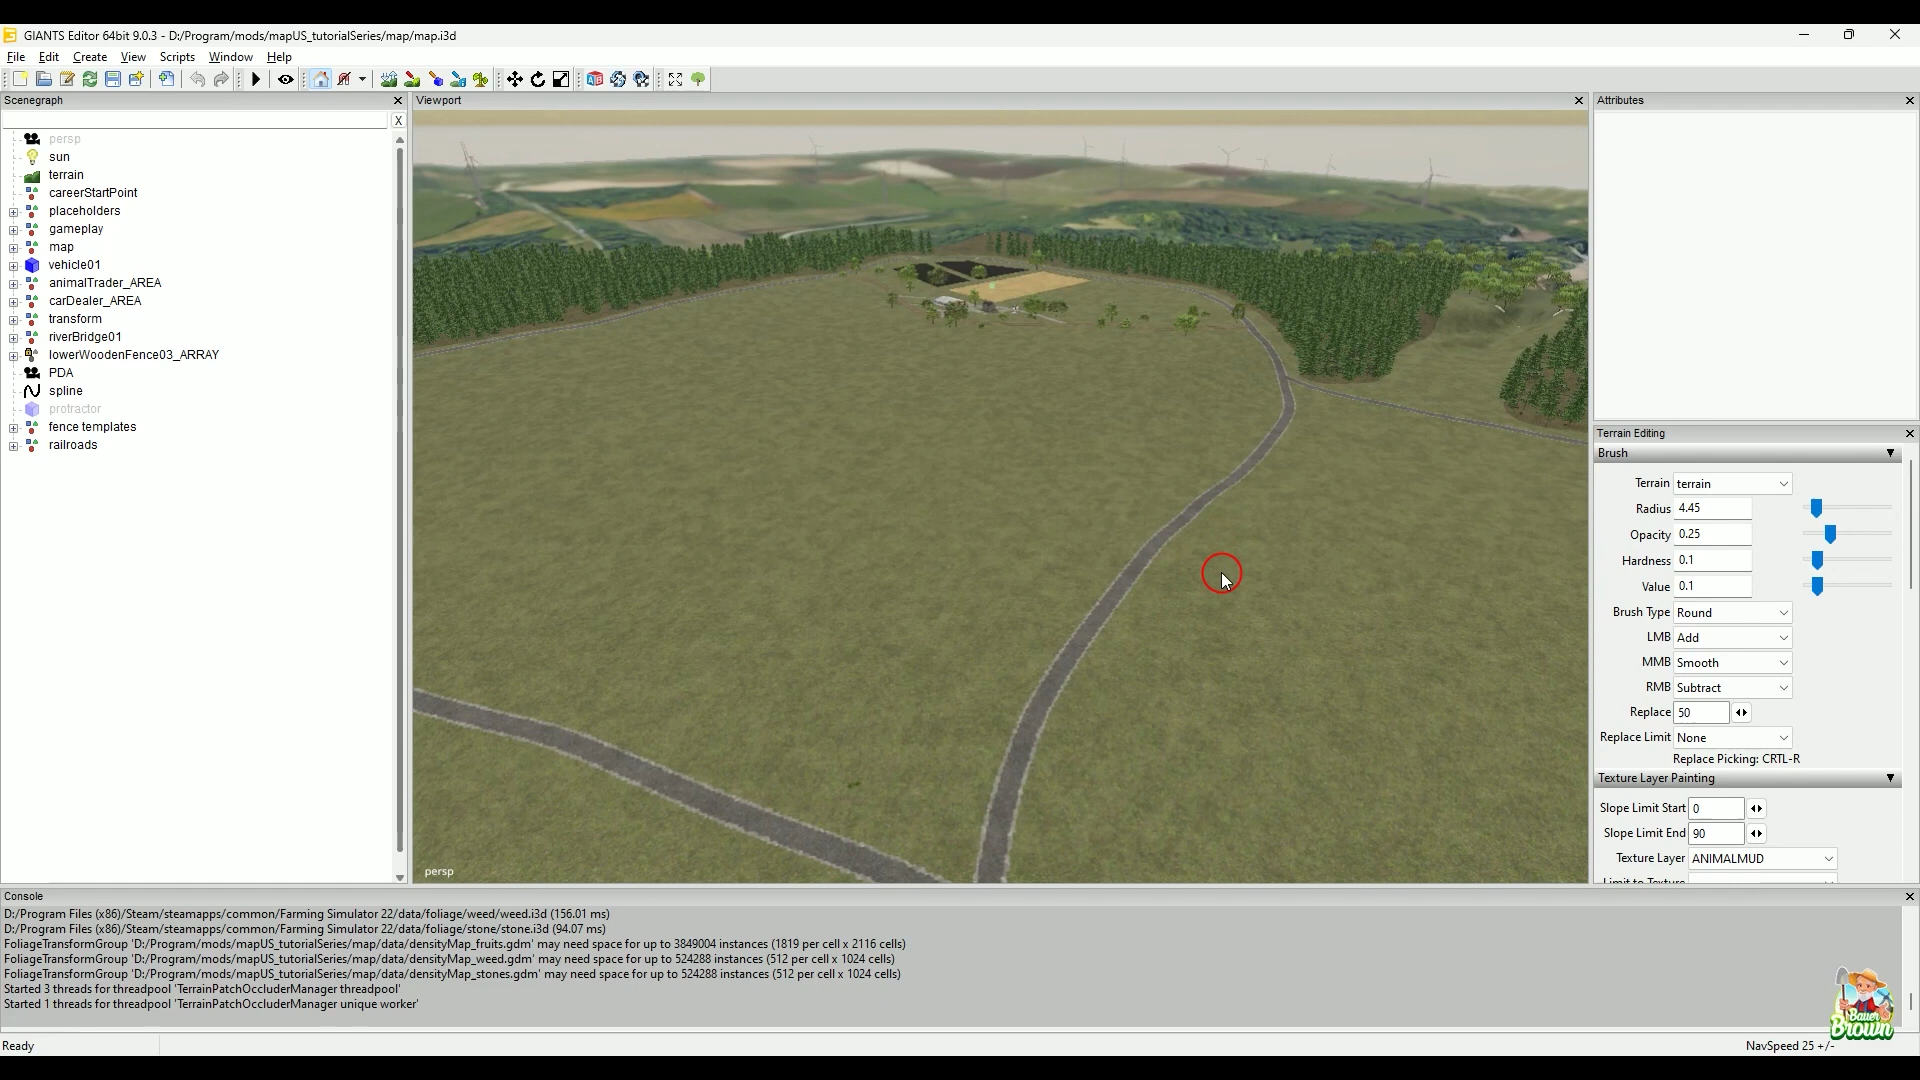 GIANTS Editor 64bit 9.0.3 - D:/Program/mods/mapUS_tutorialSeries/map/map.i3d
File Edit Create View Scripts Window Help
Scenegraph
X
persp
sun
terrain
careerStartPoint
placeholders
gameplay
map
vehicle01
animalTrader_AREA
carDealer_AREA
transform
riverBridge01
lowerWoodenFence03_ARRAY
PDA
spline
protractor
fence templates
railroads
Viewport
persp
Attributes
Terrain Editing
Brush
Terrain terrain
Radius 4.45
Opacity 0.25
Hardness 0.1
Value 0.1
Brush Type Round
LMB Add
MMB Smooth
RMB Subtract
Replace 50
Replace Limit None
Replace Picking: CRTL-R
Texture Layer Painting
Slope Limit Start 0
Slope Limit End 90
Texture Layer ANIMALMUD
Limit to Texture
Console
D:/Program Files (x86)/Steam/steamapps/common/Farming Simulator 22/data/foliage/weed/weed.i3d (156.01 ms)
D:/Program Files (x86)/Steam/steamapps/common/Farming Simulator 22/data/foliage/stone/stone.i3d (94.07 ms)
FoliageTransformGroup 'D:/Program/mods/mapUS_tutorialSeries/map/data/densityMap_fruits.gdm' may need space for up to 3849004 instances (1819 per cell x 2116 cells)
FoliageTransformGroup 'D:/Program/mods/mapUS_tutorialSeries/map/data/densityMap_weed.gdm' may need space for up to 524288 instances (512 per cell x 1024 cells)
FoliageTransformGroup 'D:/Program/mods/mapUS_tutorialSeries/map/data/densityMap_stones.gdm' may need space for up to 524288 instances (512 per cell x 1024 cells)
Started 3 threads for threadpool 'TerrainPatchOccluderManager threadpool'
Started 1 threads for threadpool 'TerrainPatchOccluderManager unique worker'
Bauer
Brown
Ready
NavSpeed 25 +/-